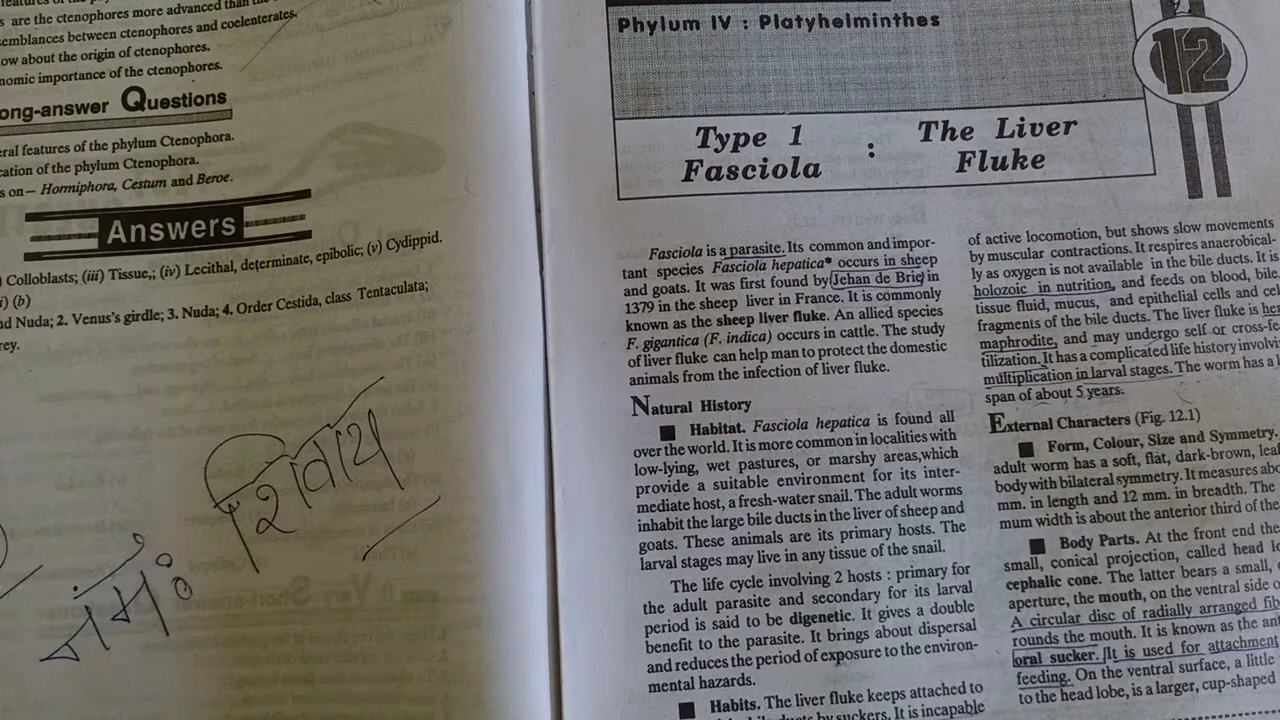 s are the ctenophores more advanced than the
semblances between ctenophores and coelenterates.
ow about the origin of ctenophores.
nomic importance of the ctenophores.
ong-answer Questions
eral features of the phylum Ctenophora.
cation of the phylum Ctenophora.
s on— Hormiphora, Cestum and Beroe.
Answers
) Colloblasts; (iii) Tissue,; (iv) Lecithal, determinate, epibolic; (v) Cydippid.
i) (b)
nd Nuda; 2. Venus's girdle; 3. Nuda; 4. Order Cestida, class Tentaculata;
rey.
नमः शिवाय
Phylum IV : Platyhelminthes
12
Type 1 : The Liver
Fasciola Fluke
Fasciola is a parasite. Its common and impor-
tant species Fasciola hepatica* occurs in sheep
and goats. It was first found by Jehan de Brie in
1379 in the sheep liver in France. It is commonly
known as the sheep liver fluke. An allied species
F. gigantica (F. indica) occurs in cattle. The study
of liver fluke can help man to protect the domestic
animals from the infection of liver fluke.
Natural History
■ Habitat. Fasciola hepatica is found all
over the world. It is more common in localities with
low-lying, wet pastures, or marshy areas,which
provide a suitable environment for its inter-
mediate host, a fresh-water snail. The adult worms
inhabit the large bile ducts in the liver of sheep and
goats. These animals are its primary hosts. The
larval stages may live in any tissue of the snail.
The life cycle involving 2 hosts : primary for
the adult parasite and secondary for its larval
period is said to be digenetic. It gives a double
benefit to the parasite. It brings about dispersal
and reduces the period of exposure to the environ-
mental hazards.
■ Habits. The liver fluke keeps attached to
bile ducts by suckers. It is incapable
of active locomotion, but shows slow movements
by muscular contractions. It respires anaerobical-
ly as oxygen is not available in the bile ducts. It is
holozoic in nutrition, and feeds on blood, bile,
tissue fluid, mucus, and epithelial cells and cel
fragments of the bile ducts. The liver fluke is her
maphrodite, and may undergo self or cross-fe
tilization. It has a complicated life history involvi
multiplication in larval stages. The worm has a l
span of about 5 years.
External Characters (Fig. 12.1)
■ Form, Colour, Size and Symmetry.
adult worm has a soft, flat, dark-brown, leaf
body with bilateral symmetry. It measures abo
mm. in length and 12 mm. in breadth. The
mum width is about the anterior third of the
■ Body Parts. At the front end the
small, conical projection, called head lo
cephalic cone. The latter bears a small,
aperture, the mouth, on the ventral side o
A circular disc of radially arranged fib
rounds the mouth. It is known as the ant
oral sucker. It is used for attachment
feeding. On the ventral surface, a little
to the head lobe, is a larger, cup-shaped